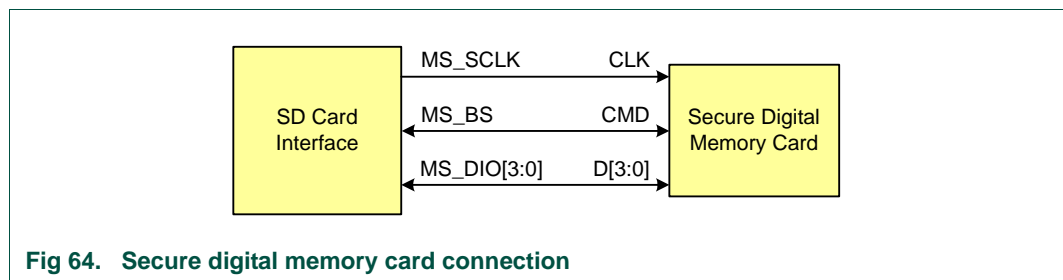 MS_SCLK CLK
SD Card
Interface
MS_BS CMD
Secure Digital
Memory Card
MS_DIO[3:0] D[3:0]
Fig 64. Secure digital memory card connection